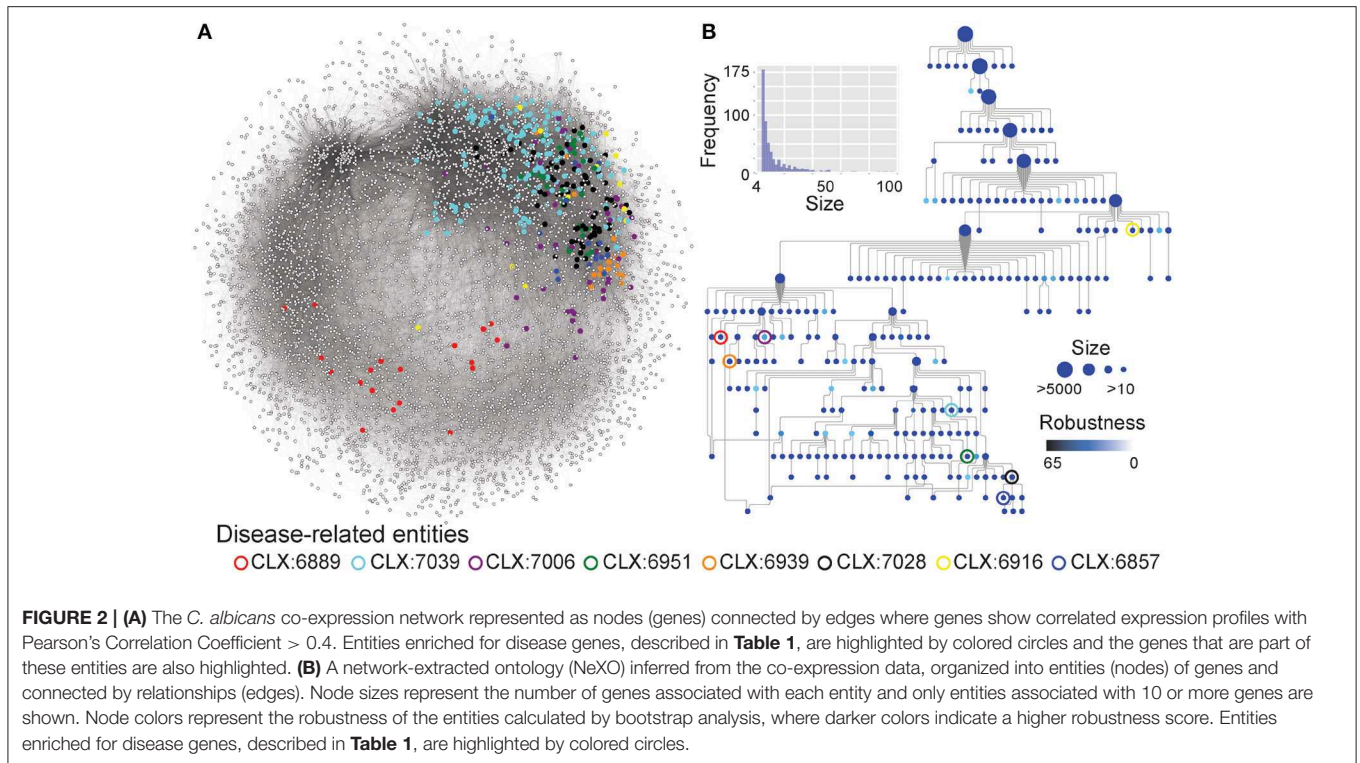 A
B
175
100
0
Frequency
4
50
100
Size
Size
>5000
>10
Robustness
65
0
Disease-related entities
CLX:6889 CLX:7039 CLX:7006 CLX:6951 CLX:6939 CLX:7028 CLX:6916 CLX:6857
FIGURE 2 | (A) The C. albicans co-expression network represented as nodes (genes) connected by edges where genes show correlated expression profiles with
Pearson's Correlation Coefficient > 0.4. Entities enriched for disease genes, described in Table 1, are highlighted by colored circles and the genes that are part of
these entities are also highlighted. (B) A network-extracted ontology (NeXO) inferred from the co-expression data, organized into entities (nodes) of genes and
connected by relationships (edges). Node sizes represent the number of genes associated with each entity and only entities associated with 10 or more genes are
shown. Node colors represent the robustness of the entities calculated by bootstrap analysis, where darker colors indicate a higher robustness score. Entities
enriched for disease genes, described in Table 1, are highlighted by colored circles.